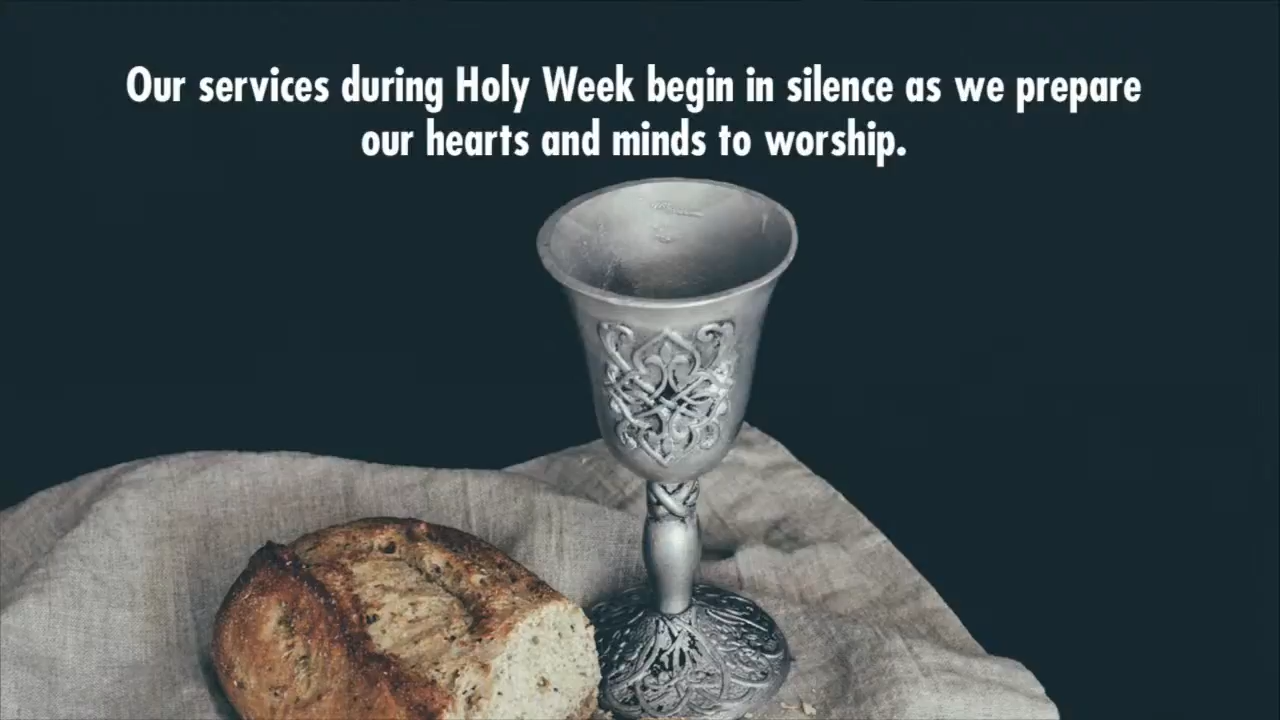 Our services during Holy Week begin in silence as we prepare
our hearts and minds to worship.